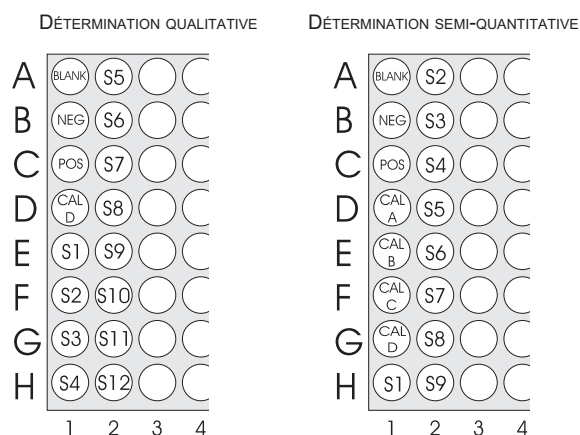 DÉTERMINATION QUALITATIVE
A BLANK S5
B NEG S6
C POS S7
D CAL D S8
E S1 S9
F S2 S10
G S3 S11
H S4 S12
1 2 3 4
DÉTERMINATION SEMI-QUANTITATIVE
A BLANK S2
B NEG S3
C POS S4
D CAL A S5
E CAL B S6
F CAL C S7
G CAL D S8
H S1 S9
1 2 3 4